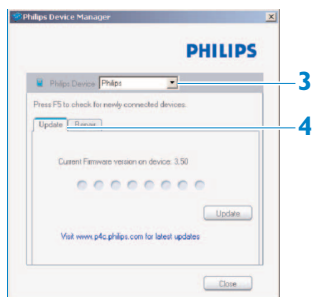 Philips Device Manager
PHILIPS
Philips Device Philips
3
Press F5 to check for newly connected devices.
Update Repair
4
Current Firmware version on device: 3.50
Update
Visit www.p4c.philips.com for latest updates
Close